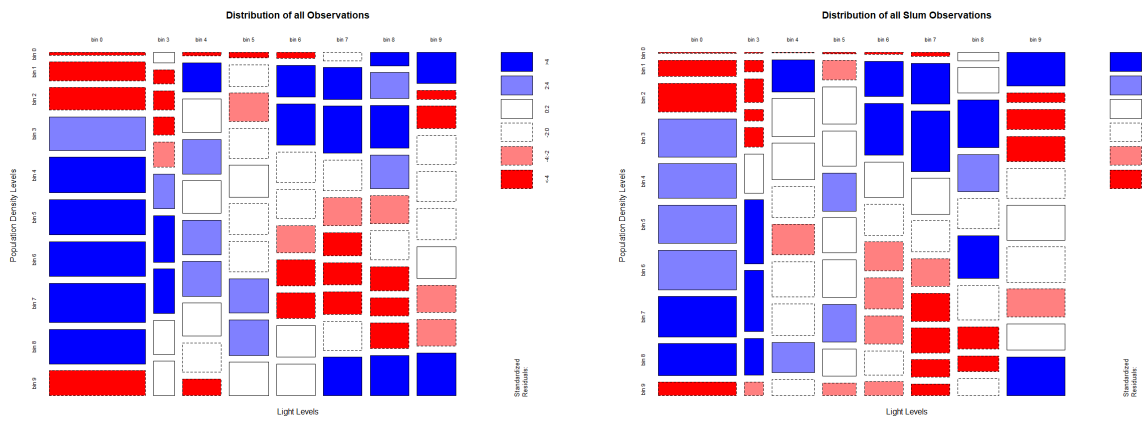 Distribution of all Observations
bin 0 bin 3 bin 4 bin 5 bin 6 bin 7 bin 8 bin 9
bin 0
bin 1
bin 2
bin 3
bin 4
bin 5
bin 6
bin 7
bin 8
bin 9
Population Density Levels
Light Levels
>4
2:4
0:2
-2:0
-4:-2
<-4
Standardized
Residuals:
Distribution of all Slum Observations
bin 0 bin 3 bin 4 bin 5 bin 6 bin 7 bin 8 bin 9
bin 0
bin 1
bin 2
bin 3
bin 4
bin 5
bin 6
bin 7
bin 8
bin 9
Population Density Levels
Light Levels
Standardized
Residuals: